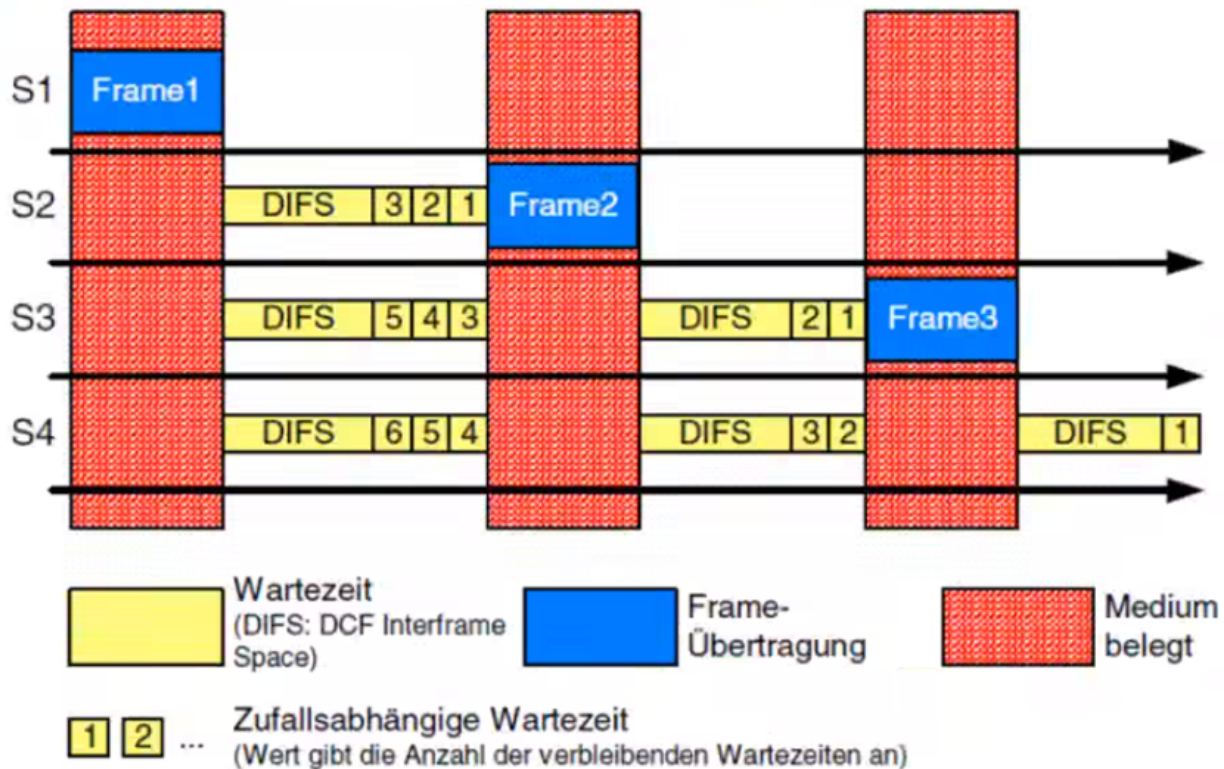 S1 Frame1
S2 DIFS 3 2 1 Frame2
S3 DIFS 5 4 3 DIFS 2 1 Frame3
S4 DIFS 6 5 4 DIFS 3 2 DIFS 1
Wartezeit
(DIFS: DCF Interframe
Space)
Frame-
Übertragung
Medium
belegt
1 2 ... Zufallsabhängige Wartezeit
(Wert gibt die Anzahl der verbleibenden Wartezeiten an)